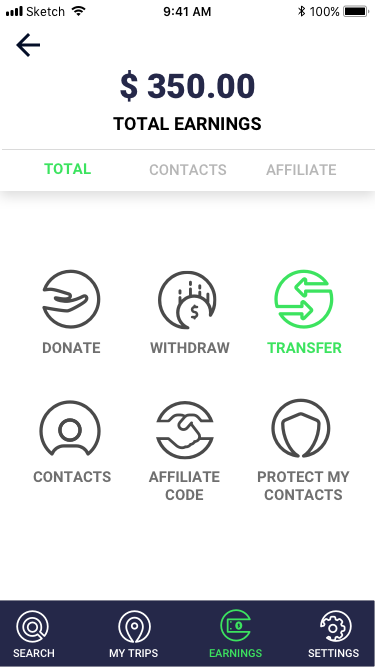 Sketch 9:41 AM 100%
$ 350.00
TOTAL EARNINGS
TOTAL CONTACTS AFFILIATE
DONATE WITHDRAW TRANSFER
CONTACTS AFFILIATE CODE PROTECT MY CONTACTS
SEARCH MY TRIPS EARNINGS SETTINGS